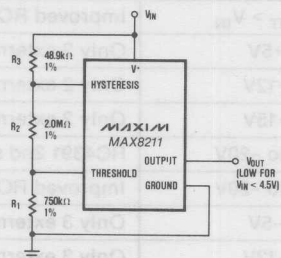 VIN
R3
48.9kΩ
1%
V+
HYSTERESIS
R2
2.0MΩ
1%
MAXIM
MAX8211
OUTPUT
VOUT
(LOW FOR
VIN < 4.5V)
THRESHOLD
GROUND
R1
750kΩ
1%